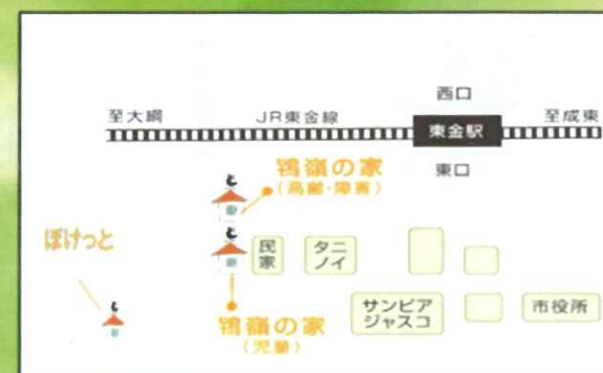 西口
至大網
JR東金線
東金駅
至成東
東口
鴇嶺の家
(高齢・障害)
ぽけっと
民家
タニノイ
サンピア
ジャスコ
市役所
鴇嶺の家
(児童)